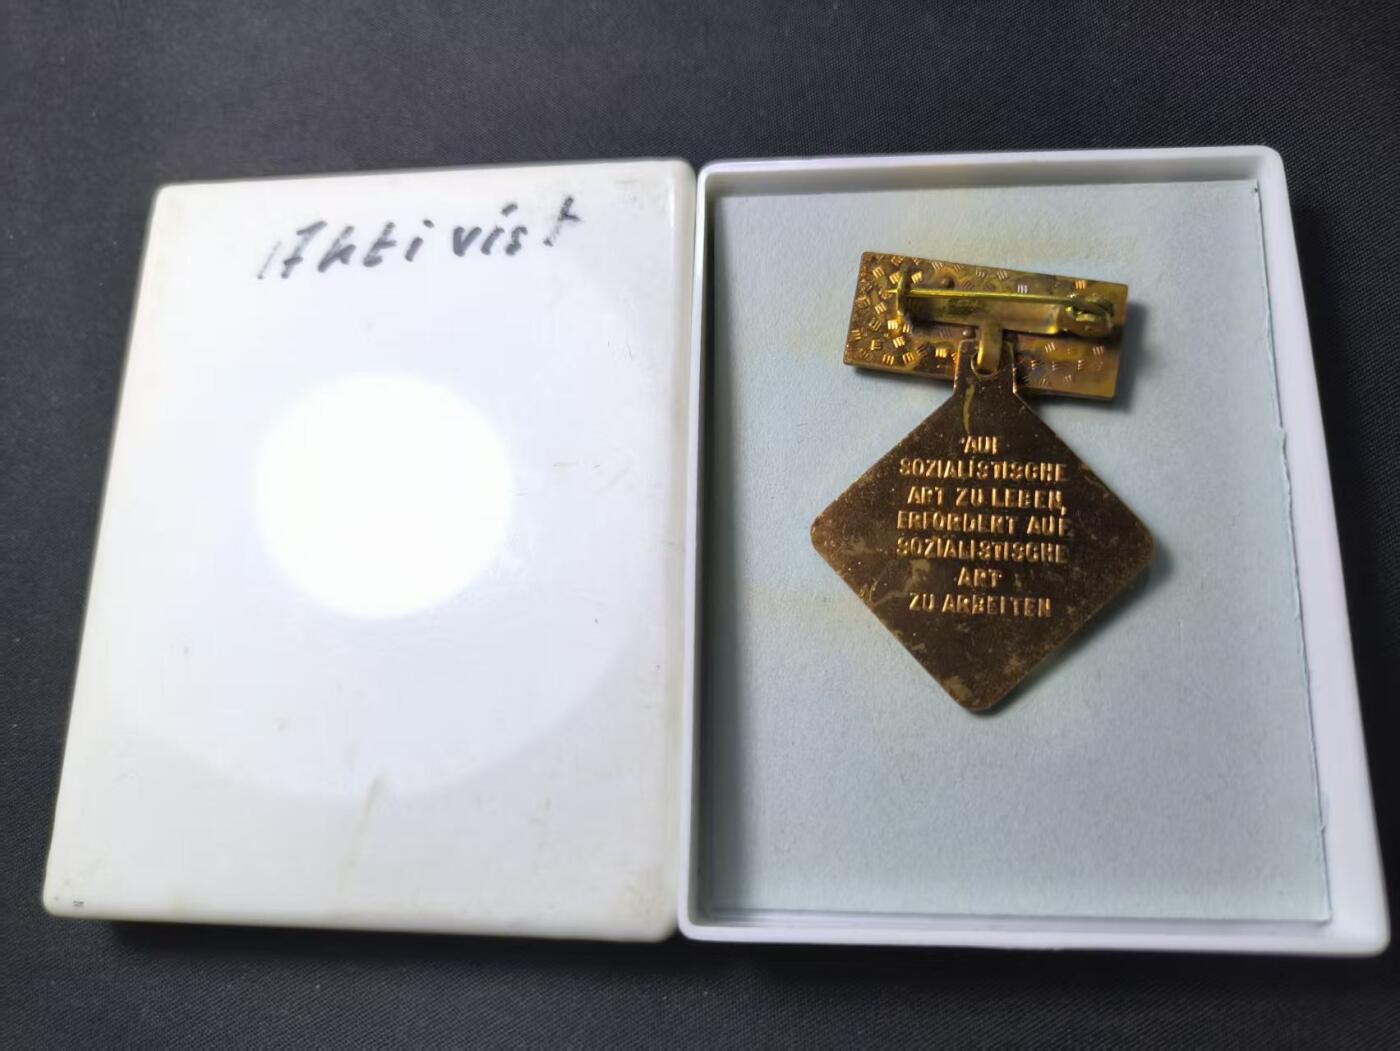 Aktivist
AUF
SOZIALISTISCHE
ART ZU LEBEN,
ERFORDERT AUF
SOZIALISTISCHE
ART
ZU ARBEITEN